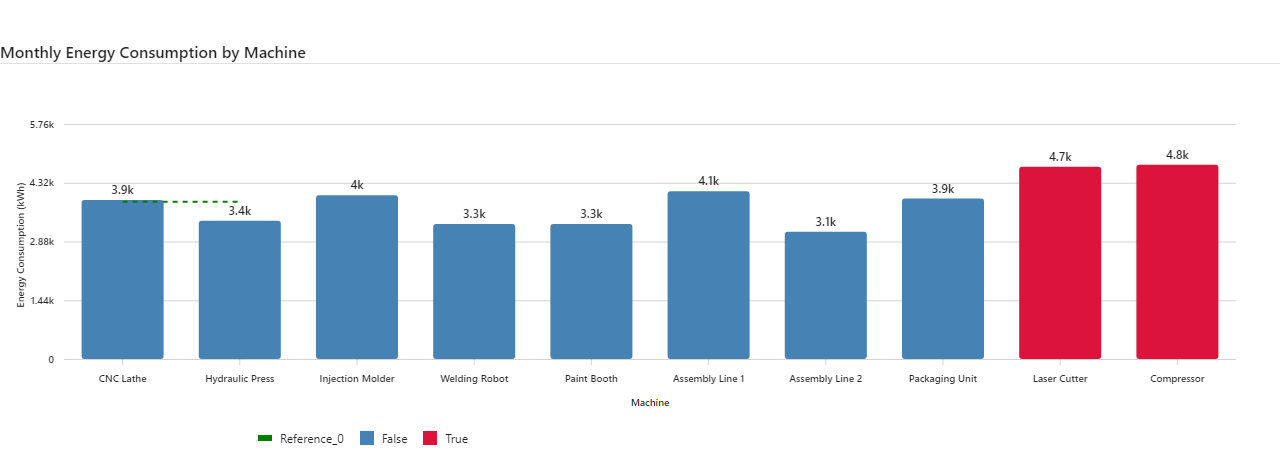 Monthly Energy Consumption by Machine
Energy Consumption (kWh)
5.76k
4.32k
2.88k
1.44k
0
3.9k
3.4k
4k
3.3k
3.3k
4.1k
3.1k
3.9k
4.7k
4.8k
CNC Lathe
Hydraulic Press
Injection Molder
Welding Robot
Paint Booth
Assembly Line 1
Assembly Line 2
Packaging Unit
Laser Cutter
Compressor
Machine
Reference_0
False
True